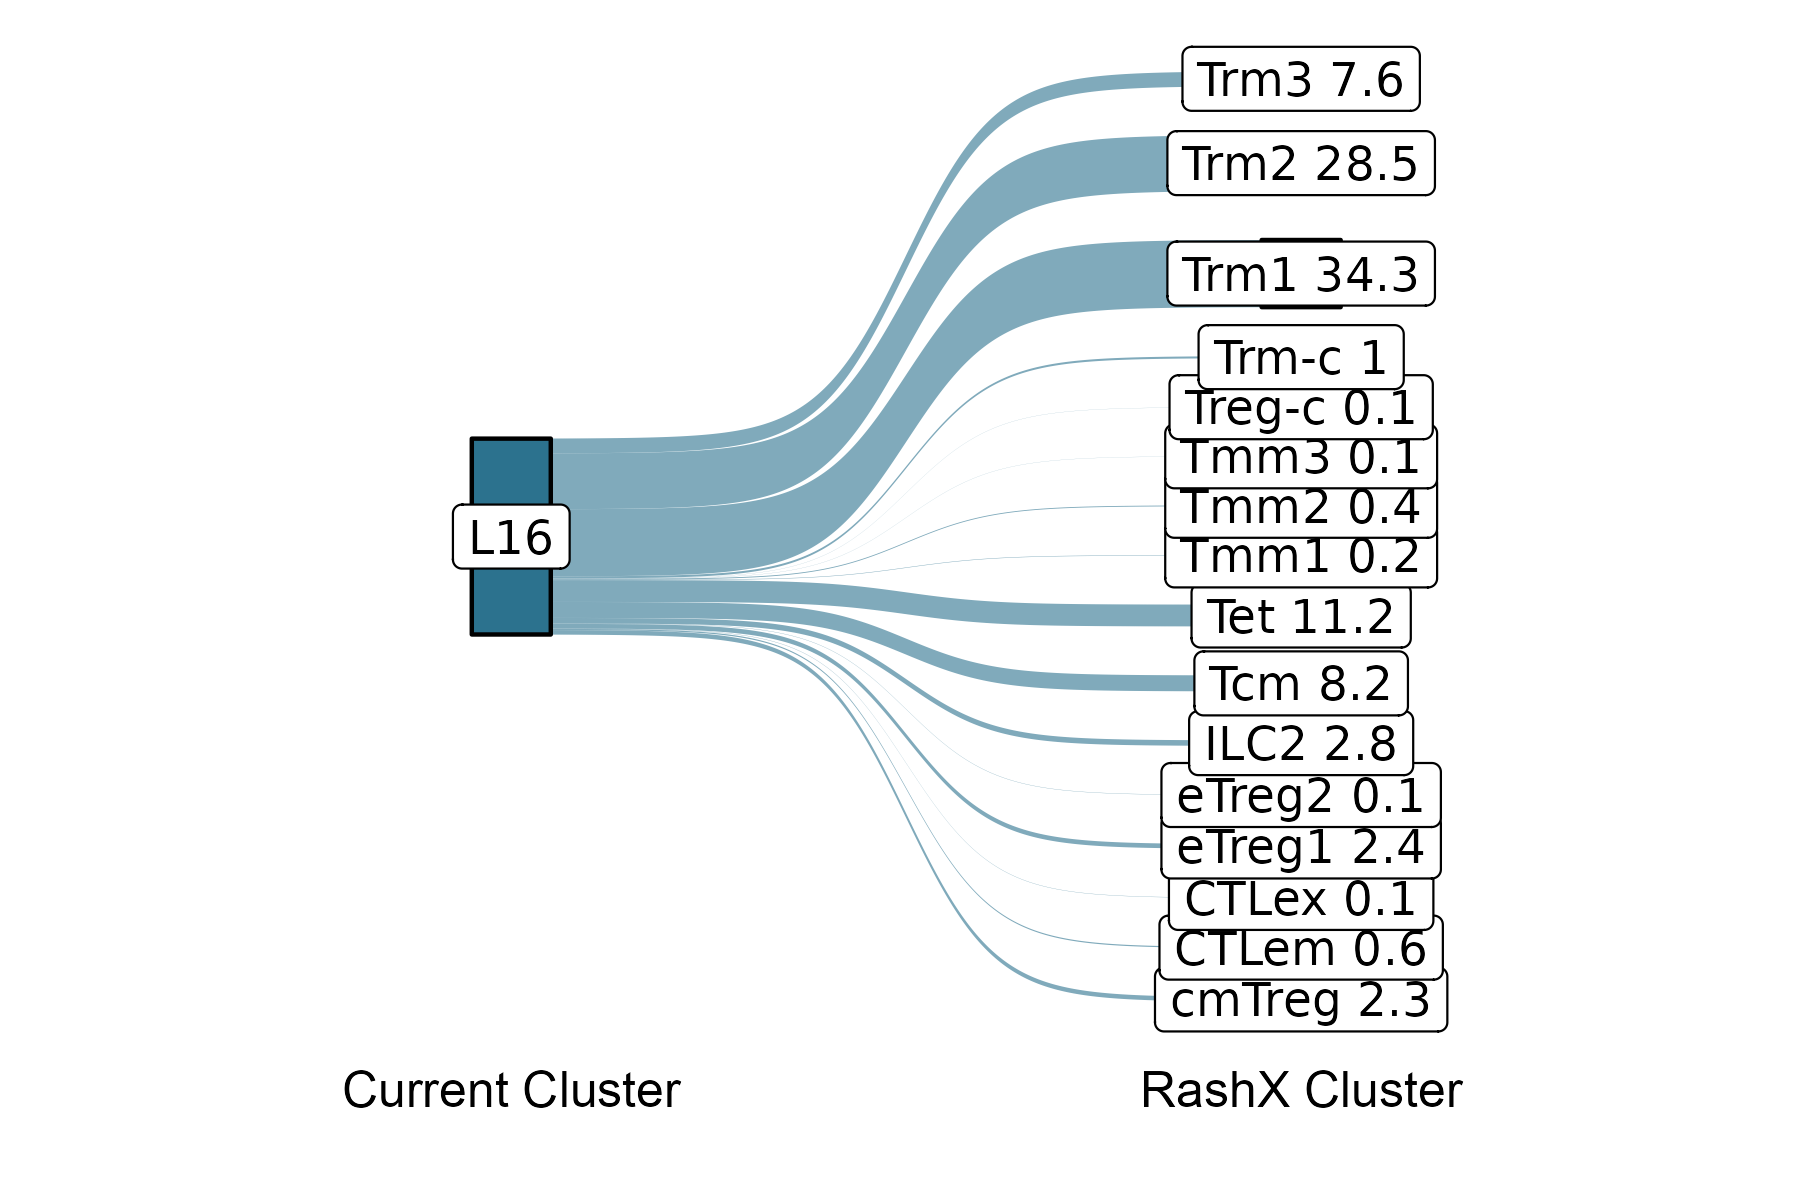 Trm3 7.6
Trm2 28.5
Trm1 34.3
Trm-c 1
Treg-c 0.1
Tmm3 0.1
Tmm2 0.4
Tmm1 0.2
L16
Tet 11.2
Tcm 8.2
ILC2 2.8
eTreg2 0.1
eTreg1 2.4
CTLex 0.1
CTLem 0.6
cmTreg 2.3
Current Cluster
RashX Cluster